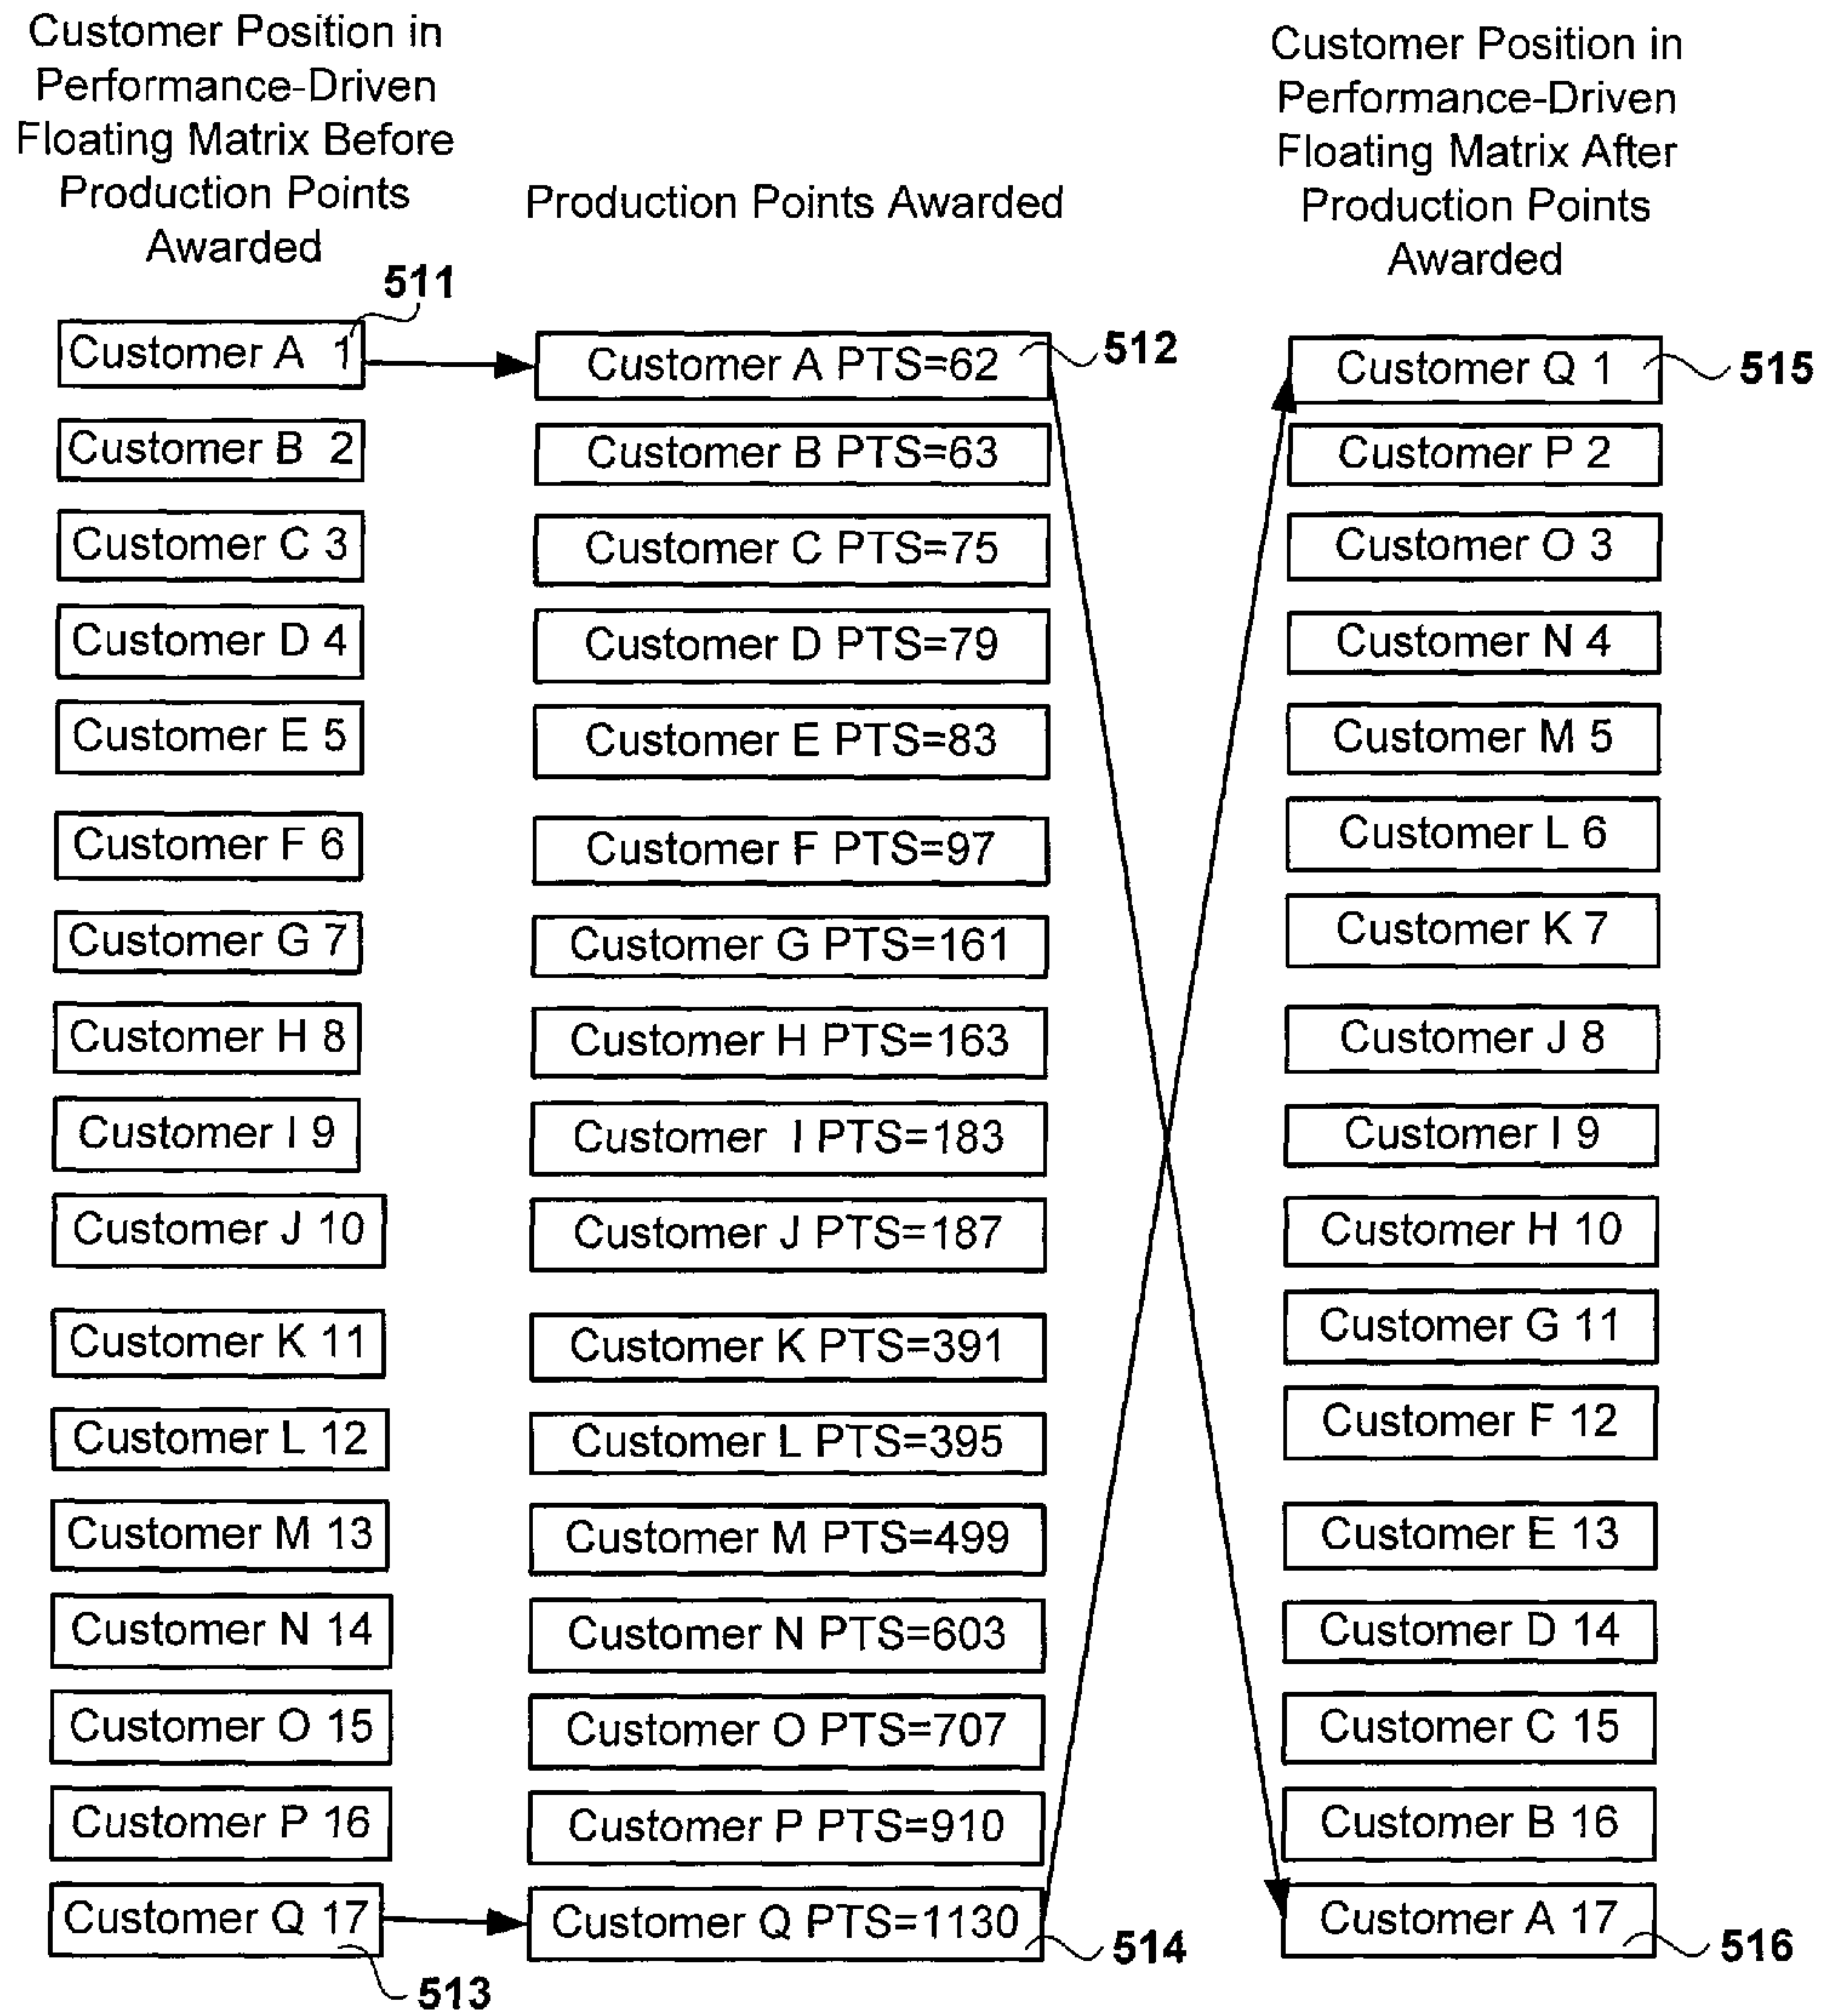 Customer Position in
Performance-Driven
Floating Matrix Before
Production Points
Awarded
511
Customer A 1
Customer B 2
Customer C 3
Customer D 4
Customer E 5
Customer F 6
Customer G 7
Customer H 8
Customer I 9
Customer J 10
Customer K 11
Customer L 12
Customer M 13
Customer N 14
Customer O 15
Customer P 16
Customer Q 17
513
Production Points Awarded
Customer A PTS=62
512
Customer B PTS=63
Customer C PTS=75
Customer D PTS=79
Customer E PTS=83
Customer F PTS=97
Customer G PTS=161
Customer H PTS=163
Customer I PTS=183
Customer J PTS=187
Customer K PTS=391
Customer L PTS=395
Customer M PTS=499
Customer N PTS=603
Customer O PTS=707
Customer P PTS=910
Customer Q PTS=1130
514
Customer Position in
Performance-Driven
Floating Matrix After
Production Points
Awarded
Customer Q 1
515
Customer P 2
Customer O 3
Customer N 4
Customer M 5
Customer L 6
Customer K 7
Customer J 8
Customer I 9
Customer H 10
Customer G 11
Customer F 12
Customer E 13
Customer D 14
Customer C 15
Customer B 16
Customer A 17
516